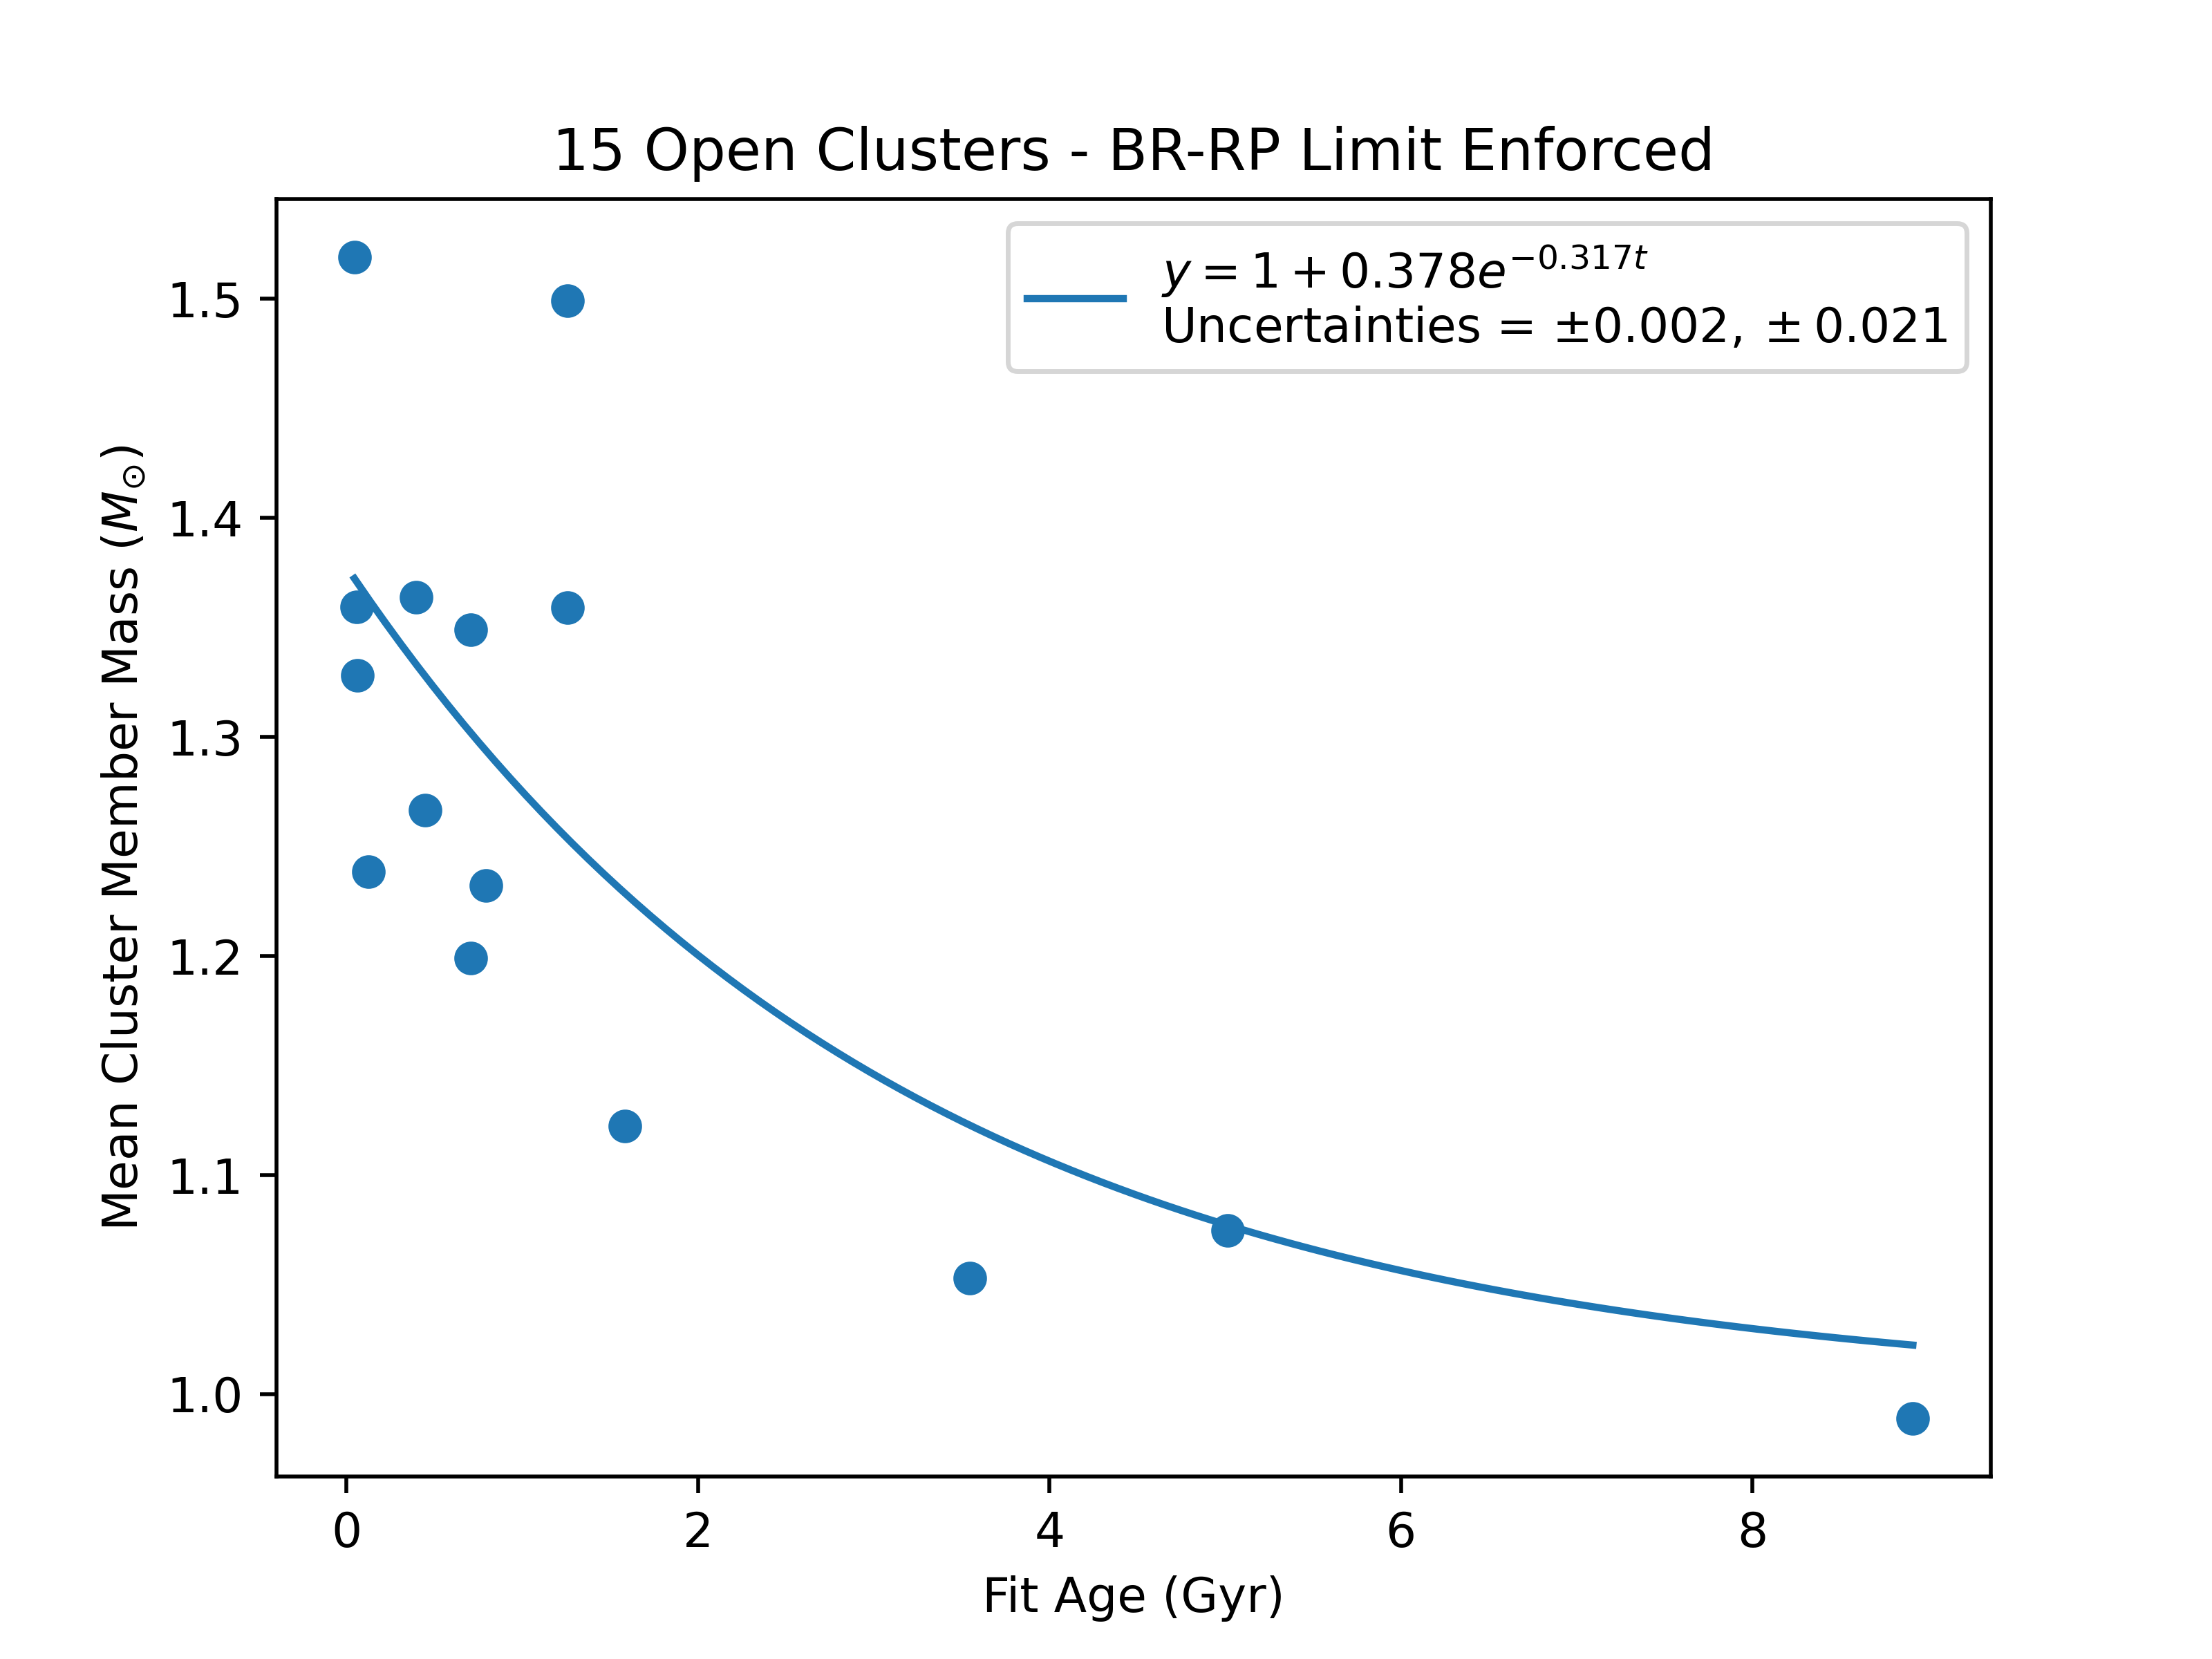 15 Open Clusters - BR-RP Limit Enforced
y = 1 + 0.378e^{−0.317t}
Uncertainties = ±0.002, ± 0.021
Mean Cluster Member Mass (M_⊙)
1.5
1.4
1.3
1.2
1.1
1.0
0 2 4 6 8
Fit Age (Gyr)